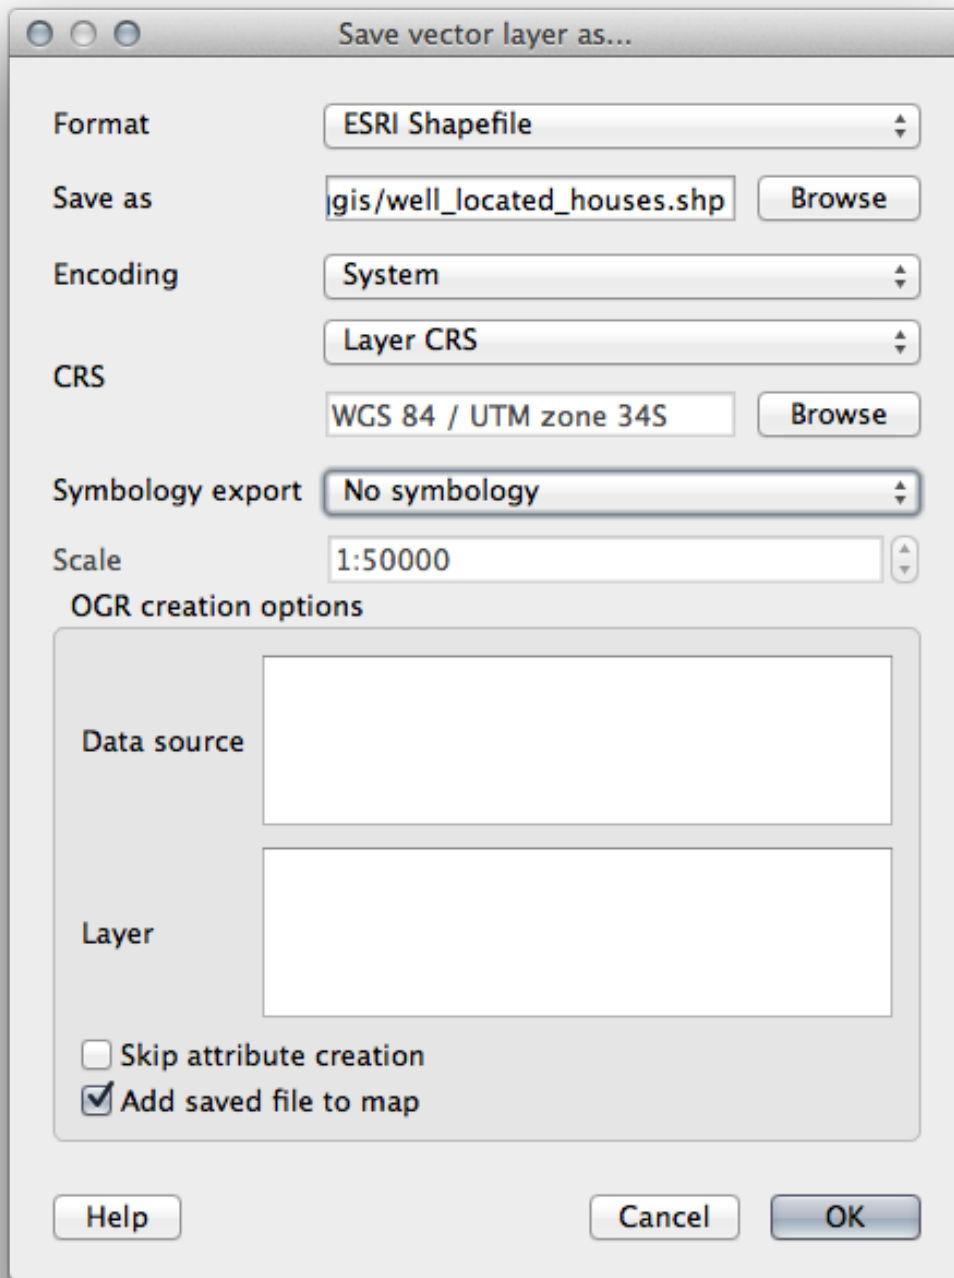 Save vector layer as...
Format ESRI Shapefile
Save as gis/well_located_houses.shp Browse
Encoding System
Layer CRS
CRS
WGS 84 / UTM zone 34S Browse
Symbology export No symbology
Scale 1:50000
OGR creation options
Data source
Layer
Skip attribute creation
Add saved file to map
Help Cancel OK